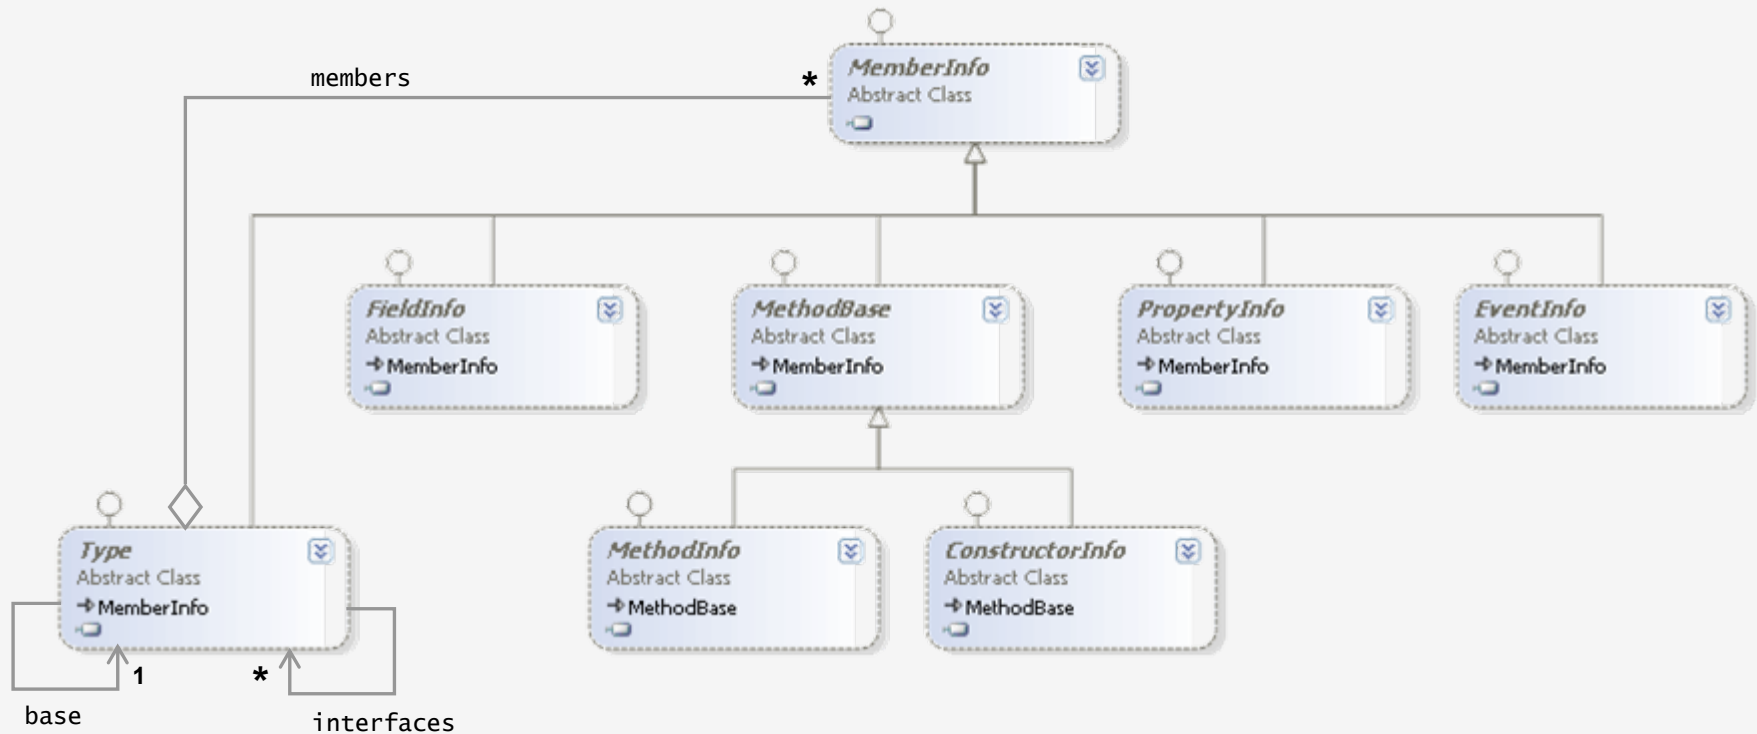 members
*
MemberInfo
Abstract Class
FieldInfo
Abstract Class
MemberInfo
MethodBase
Abstract Class
MemberInfo
PropertyInfo
Abstract Class
MemberInfo
EventInfo
Abstract Class
MemberInfo
Type
Abstract Class
MemberInfo
MethodInfo
Abstract Class
MethodBase
ConstructorInfo
Abstract Class
MethodBase
1
*
base
interfaces